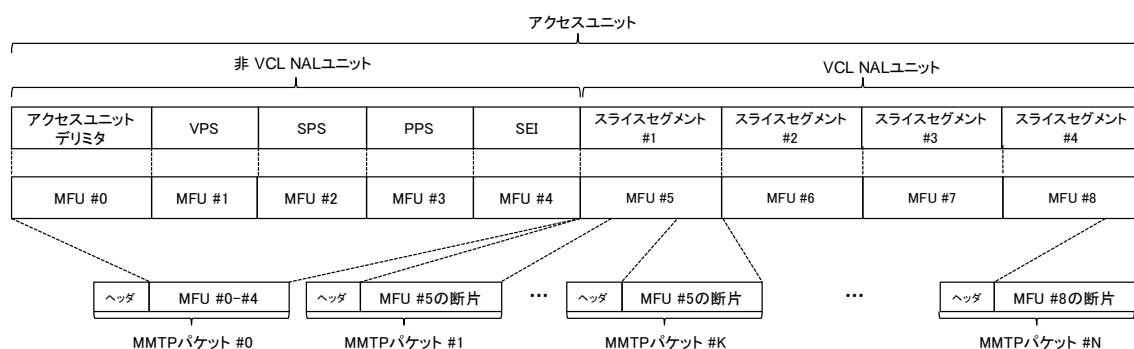 アクセスユニット
非 VCL NALユニット
VCL NALユニット
アクセスユニット
デリミタ
VPS
SPS
PPS
SEI
スライスセグメント
#1
スライスセグメント
#2
スライスセグメント
#3
スライスセグメント
#4
MFU #0
MFU #1
MFU #2
MFU #3
MFU #4
MFU #5
MFU #6
MFU #7
MFU #8
ヘッダ
MFU #0-#4
ヘッダ
MFU #5の断片
…
ヘッダ
MFU #5の断片
…
ヘッダ
MFU #8の断片
MMTPパケット #0
MMTPパケット #1
MMTPパケット #K
MMTPパケット #N